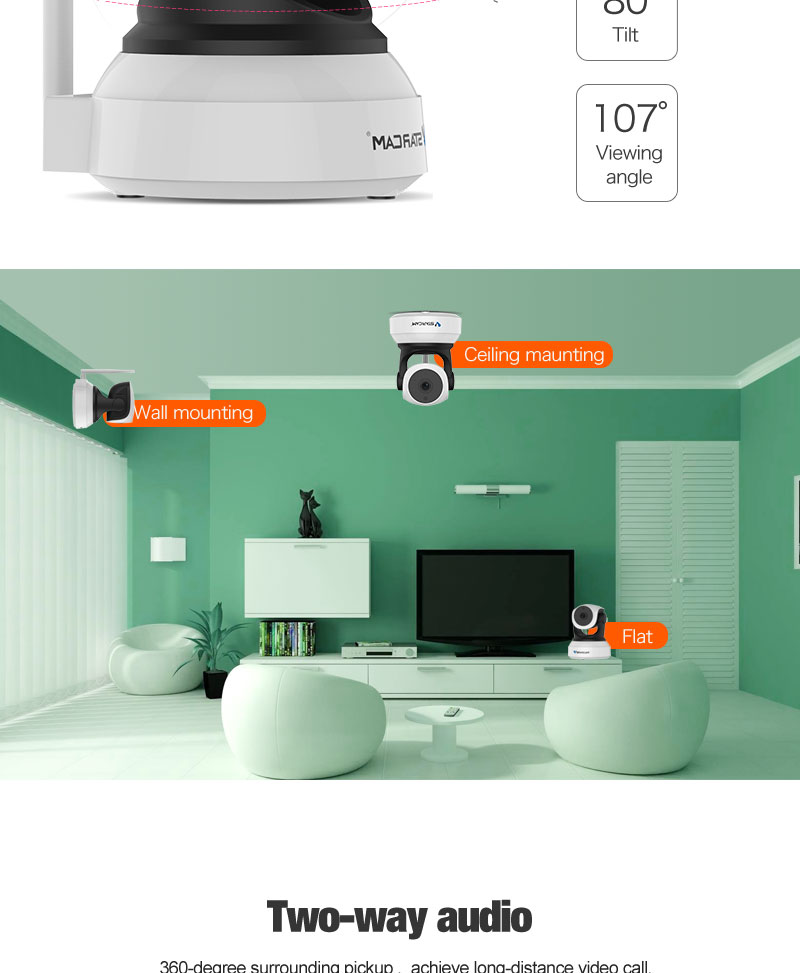 80°
Tilt
107°
Viewing
angle
Ceiling maunting
Wall mounting
Flat
Two-way audio
360-degree surrounding pickup , achieve long-distance video call.